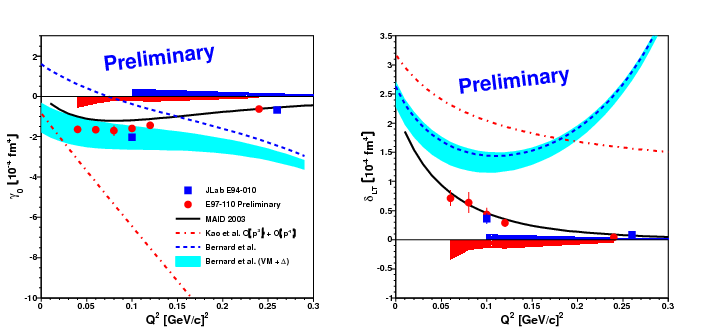 Preliminary
2
0
-2
-4
-6
-8
-10
γ₀ [10⁻⁴ fm⁴]
JLab E94-010
E97-110 Preliminary
MAID 2003
Kao et al. O(p³)+ O(p⁴)
Bernard et al.
Bernard et al. (VM + Δ)
0 0.05 0.1 0.15 0.2 0.25 0.3
Q² [GeV/c]²
Preliminary
3.5
3
2.5
2
1.5
1
0.5
0
-0.5
-1
δLT [10⁻⁴ fm⁴]
0 0.05 0.1 0.15 0.2 0.25 0.3
Q² [GeV/c]²